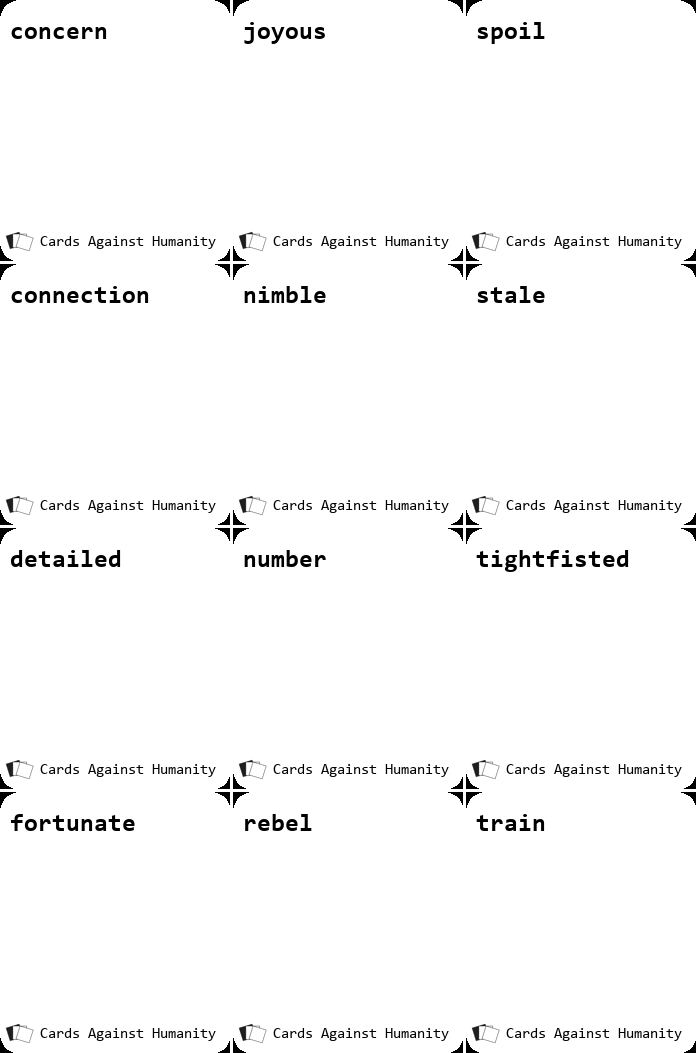 concern
joyous
spoil
Cards Against Humanity
Cards Against Humanity
Cards Against Humanity
connection
nimble
stale
Cards Against Humanity
Cards Against Humanity
Cards Against Humanity
detailed
number
tightfisted
Cards Against Humanity
Cards Against Humanity
Cards Against Humanity
fortunate
rebel
train
Cards Against Humanity
Cards Against Humanity
Cards Against Humanity